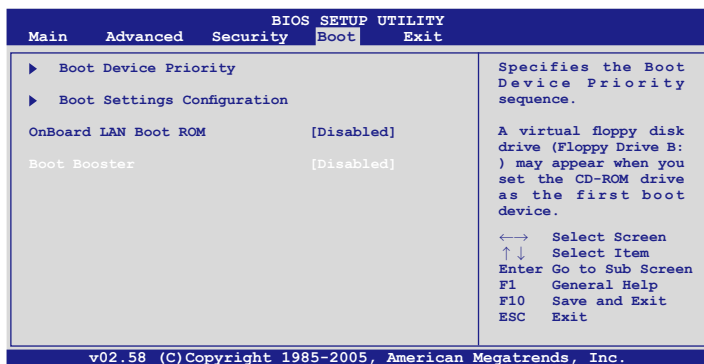 BIOS SETUP UTILITY
Main Advanced Security Boot Exit
Boot Device Priority
Boot Settings Configuration
OnBoard LAN Boot ROM [Disabled]
Boot Booster [Disabled]
Specifies the Boot
Device Priority
sequence.
A virtual floppy disk
drive (Floppy Drive B:
) may appear when you
set the CD-ROM drive
as the first boot
device.
←→ Select Screen
↑↓ Select Item
Enter Go to Sub Screen
F1 General Help
F10 Save and Exit
ESC Exit
v02.58 (C)Copyright 1985-2005, American Megatrends, Inc.